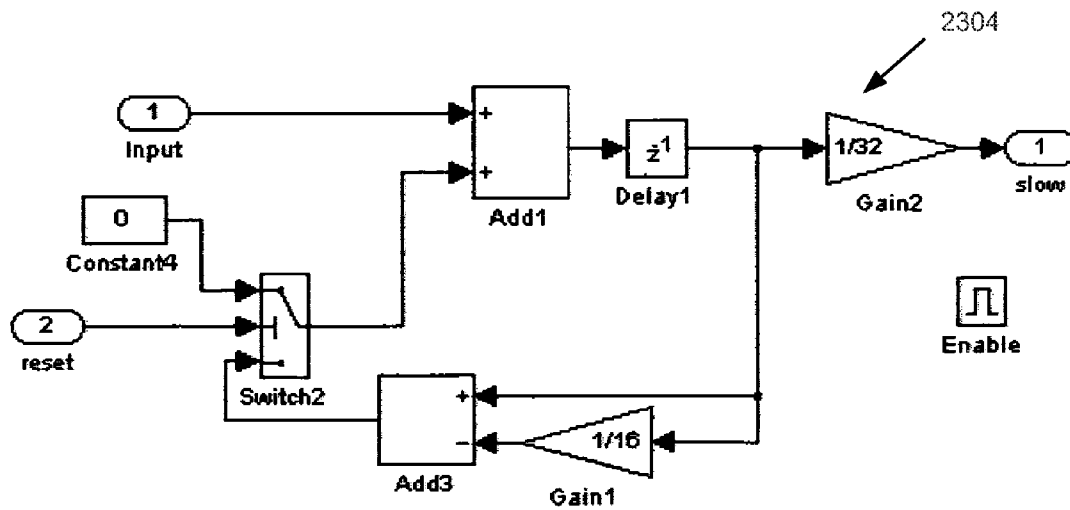 2304
1
Input
+
+
Add1
z-1
Delay1
1/32
Gain2
1
slow
0
Constant4
2
reset
Switch2
Enable
+
-
Add3
1/16
Gain1